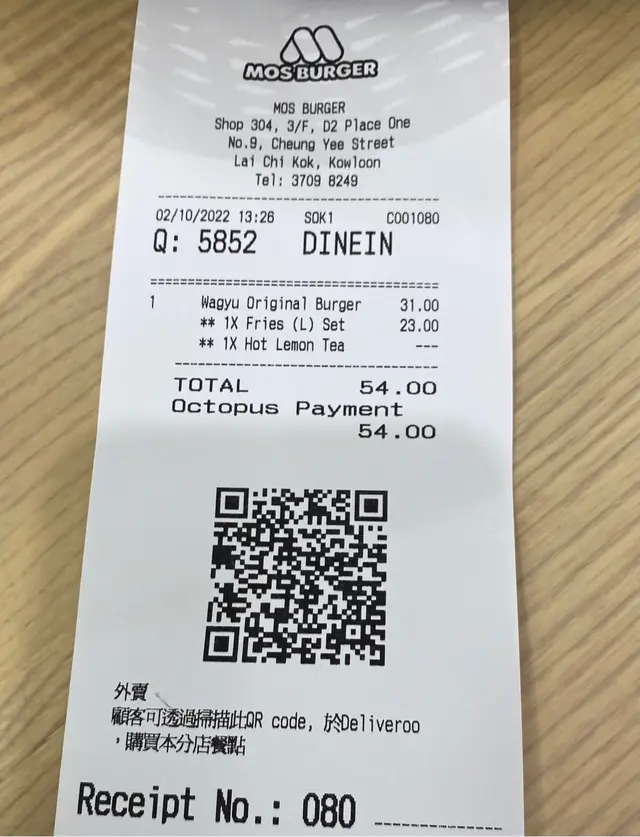 MOS BURGER
MOS BURGER
Shop 304, 3/F, D2 Place One
No.9, Cheung Yee Street
Lai Chi Kok, Kowloon
Tel: 3709 8249
02/10/2022 13:26 SOK1 C001080
Q: 5852 DINEIN
1 Wagyu Original Burger 31.00
** 1X Fries (L) Set 23.00
** 1X Hot Lemon Tea ---
TOTAL 54.00
Octopus Payment
54.00
外賣
顧客可透過掃描此QR code, 於Deliveroo
，購買本分店餐點
Receipt No.: 080